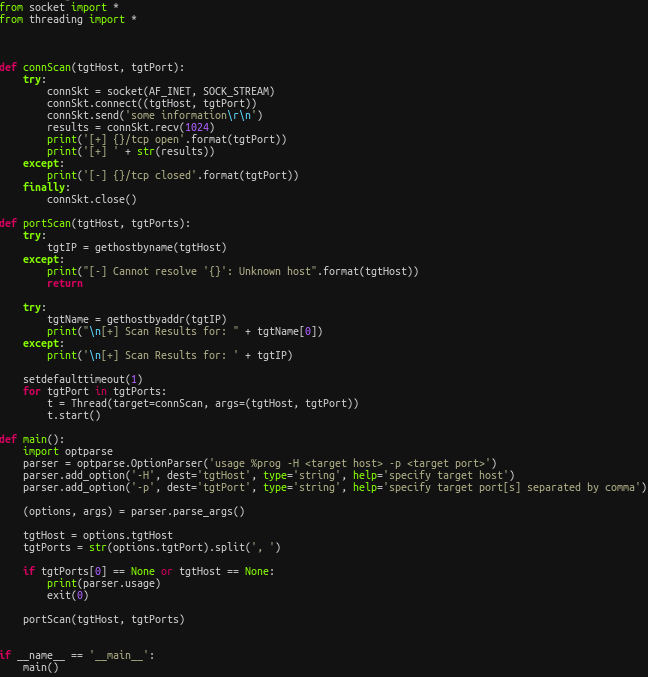 from socket import *
from threading import *
def connScan(tgtHost, tgtPort):
    try:
        connSkt = socket(AF_INET, SOCK_STREAM)
        connSkt.connect((tgtHost, tgtPort))
        connSkt.send('some information\r\n')
        results = connSkt.recv(1024)
        print('[+] {}/tcp open'.format(tgtPort))
        print('[+] ' + str(results))
    except:
        print('[-] {}/tcp closed'.format(tgtPort))
    finally:
        connSkt.close()
def portScan(tgtHost, tgtPorts):
    try:
        tgtIP = gethostbyname(tgtHost)
    except:
        print("[-] Cannot resolve '{}': Unknown host".format(tgtHost))
        return
    try:
        tgtName = gethostbyaddr(tgtIP)
        print("\n[+] Scan Results for: " + tgtName[0])
    except:
        print('\n[+] Scan Results for: ' + tgtIP)
    setdefaulttimeout(1)
    for tgtPort in tgtPorts:
        t = Thread(target=connScan, args=(tgtHost, tgtPort))
        t.start()
def main():
    import optparse
    parser = optparse.OptionParser('usage %prog -H <target host> -p <target port>')
    parser.add_option('-H', dest='tgtHost', type='string', help='specify target host')
    parser.add_option('-p', dest='tgtPort', type='string', help='specify target port[s] separated by comma')
    (options, args) = parser.parse_args()
    tgtHost = options.tgtHost
    tgtPorts = str(options.tgtPort).split(', ')
    if tgtPorts[0] == None or tgtHost == None:
        print(parser.usage)
        exit(0)
    portScan(tgtHost, tgtPorts)
if __name__ == '__main__':
    main()